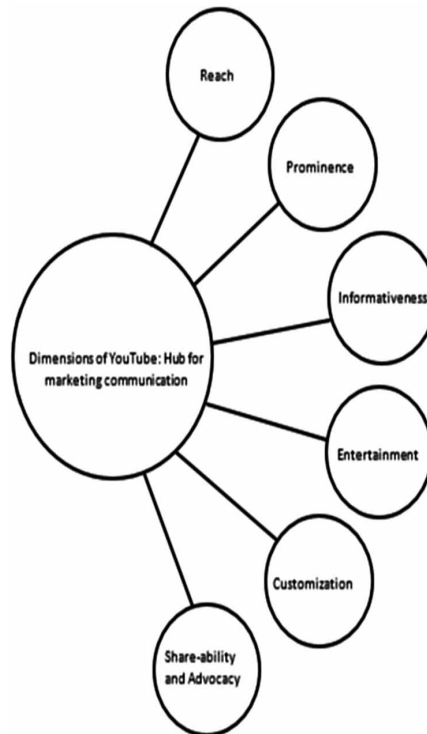 Reach
Prominence
Informativeness
Dimensions of YouTube: Hub for
marketing communication
Entertainment
Customization
Share-ability
and Advocacy